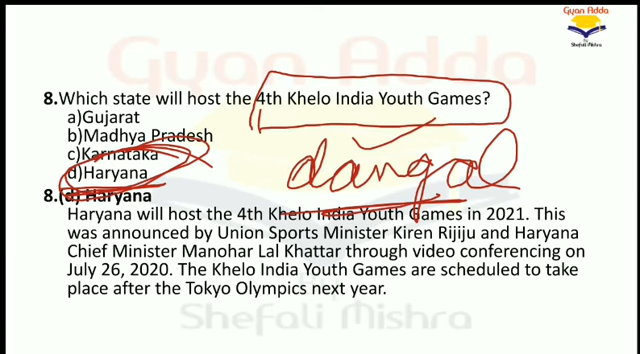 Gyan Adda
By
Shefali Mishra
Gyan Adda
8.Which state will host the 4th Khelo India Youth Games?
a)Gujarat
b)Madhya Pradesh
c)Karnataka
d)Haryana
dangal
8.(d) Haryana
Haryana will host the 4th Khelo India Youth Games in 2021. This
was announced by Union Sports Minister Kiren Rijiju and Haryana
Chief Minister Manohar Lal Khattar through video conferencing on
July 26, 2020. The Khelo India Youth Games are scheduled to take
place after the Tokyo Olympics next year.
Shefali Mishra